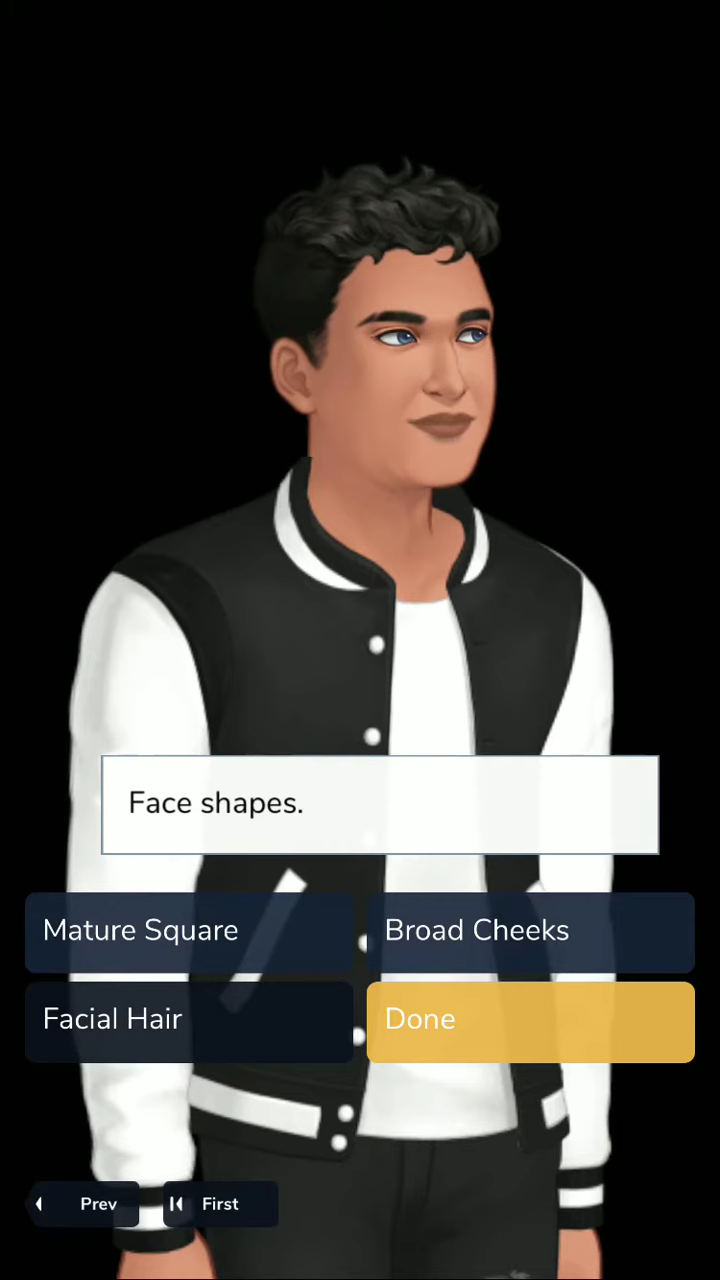 Face shapes.
Mature Square
Broad Cheeks
Facial Hair
Done
Prev
First